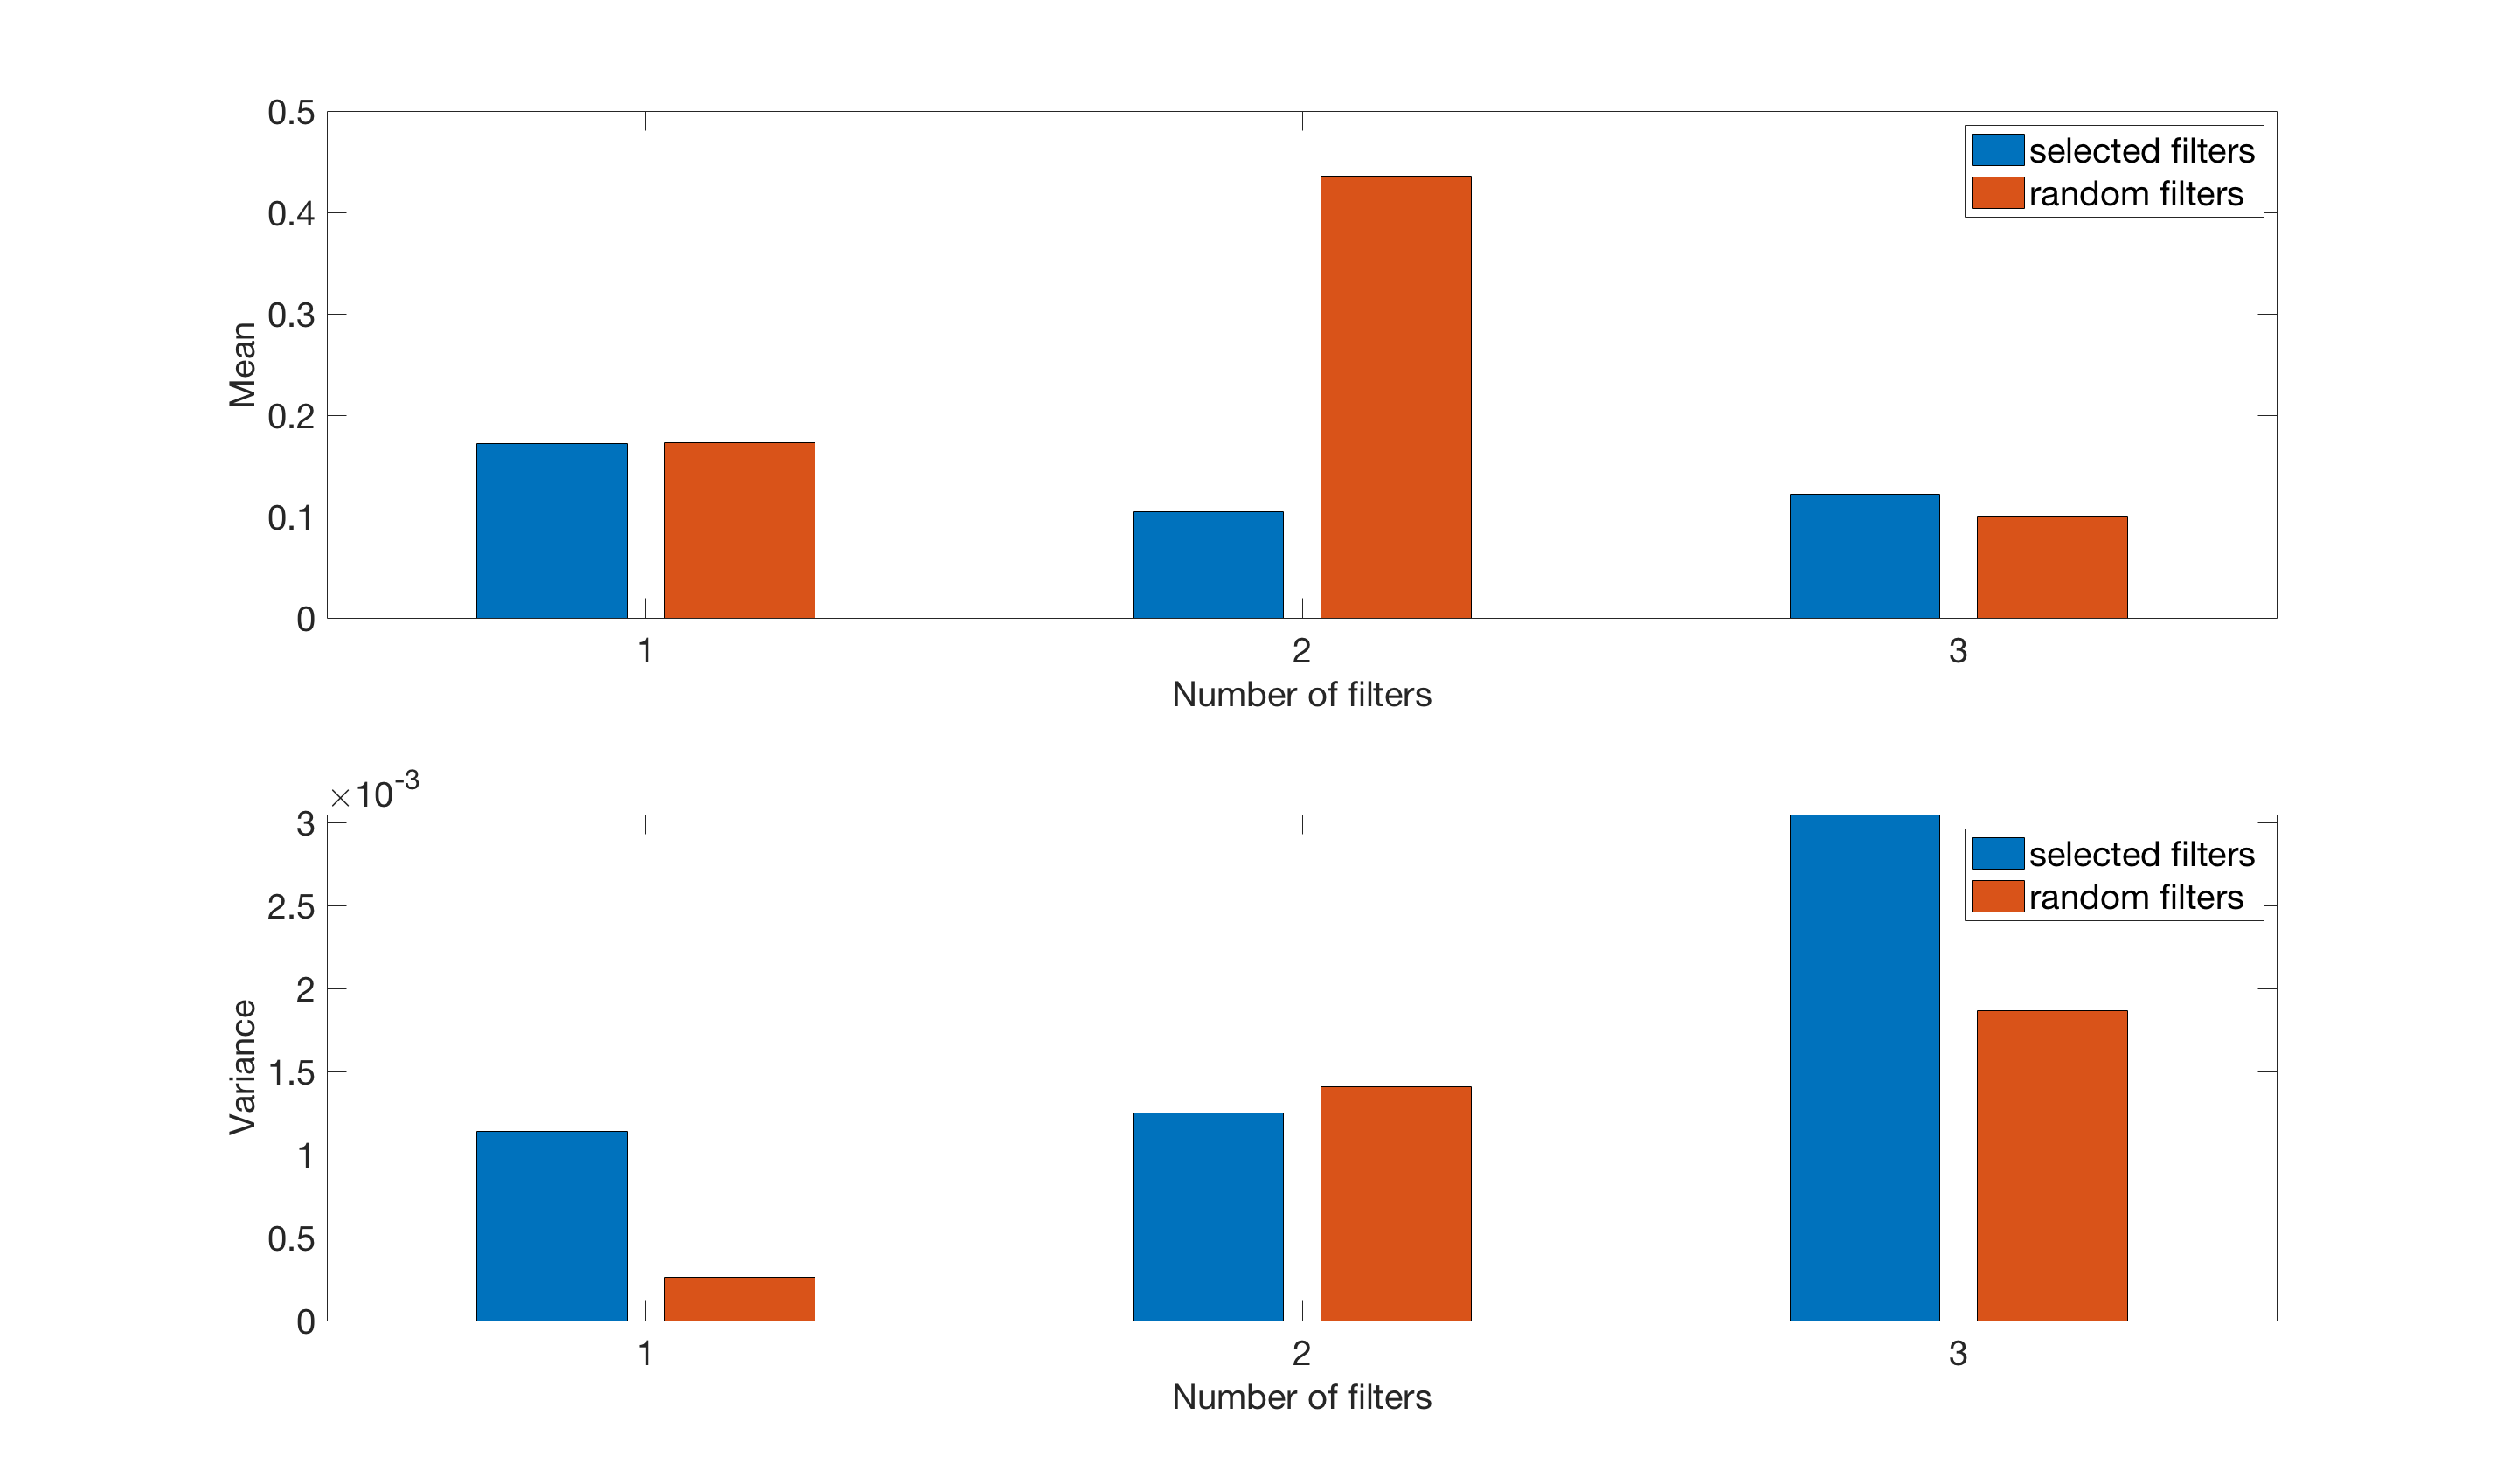 0.5
0.4
0.3
0.2
0.1
0
Mean
selected filters
random filters
1 2 3
Number of filters
×10-3
3
2.5
2
1.5
1
0.5
0
Variance
selected filters
random filters
1 2 3
Number of filters